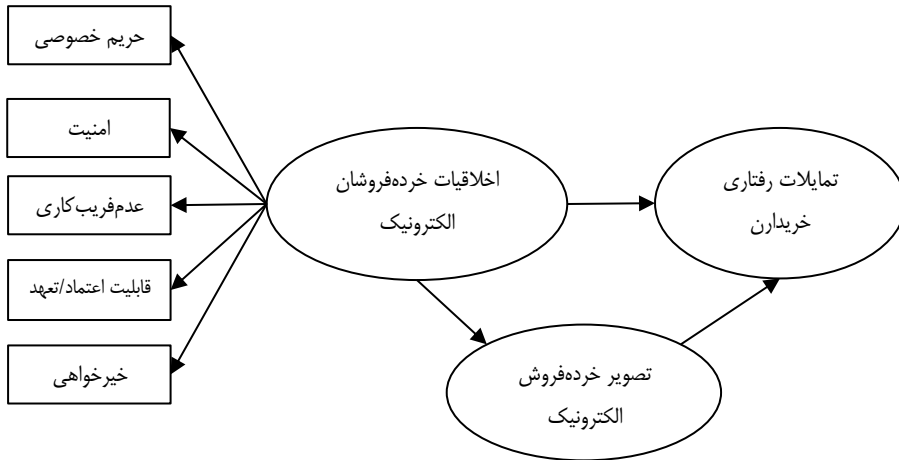 حریم خصوصی
امنیت
عدم‌فریب‌کاری
قابلیت اعتماد/تعهد
خیرخواهی
اخلاقیات خرده‌فروشان
الکترونیک
تمایلات رفتاری
خریدارن
تصویر خرده‌فروش
الکترونیک